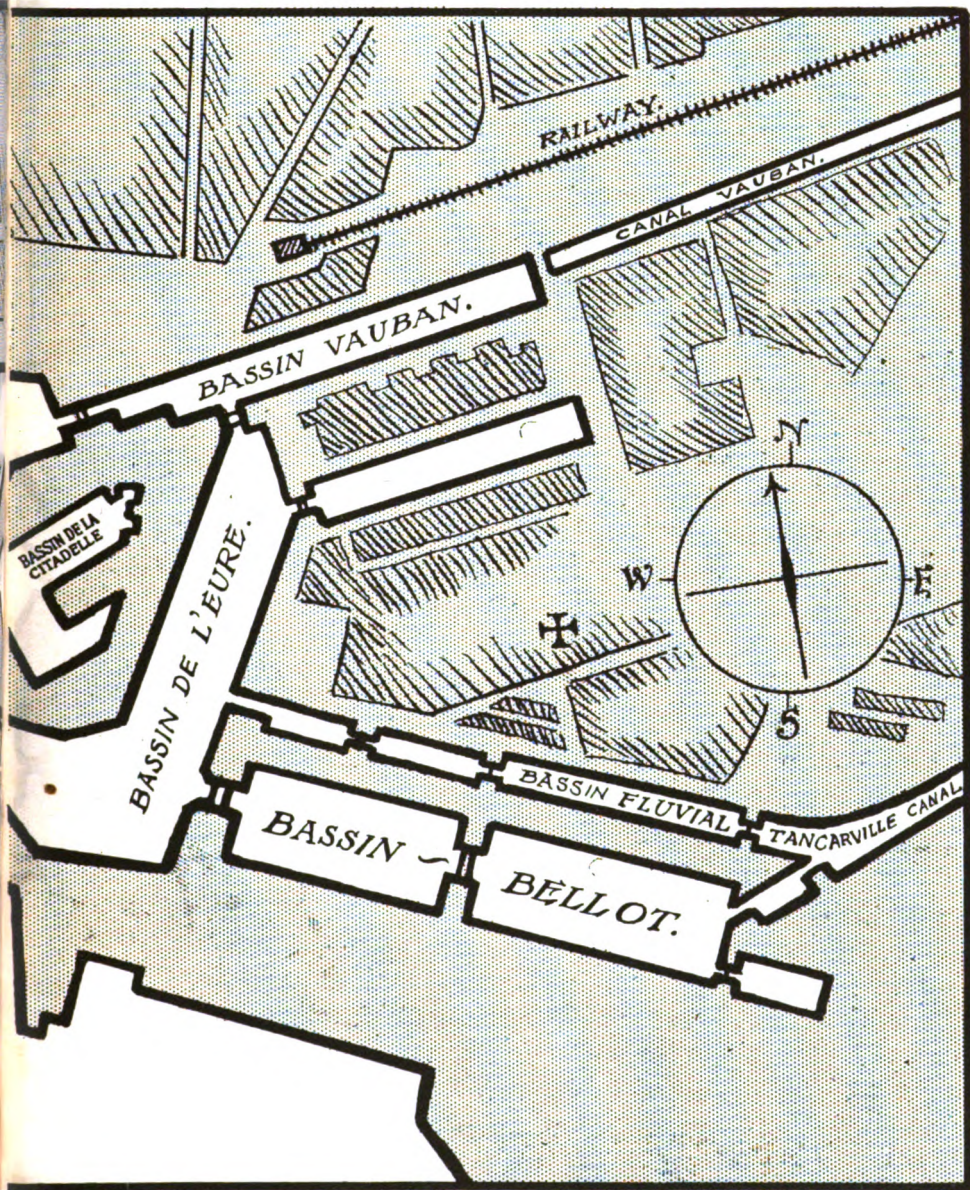 RAILWAY.
CANAL VAUBAN.
BASSIN VAUBAN.
BASSIN DE LA
CITADELLE
BASSIN DE L'EURE.
N
W
E
S
BASSIN FLUVIAL
TANCARVILLE CANAL
BASSIN ~ BELLOT.